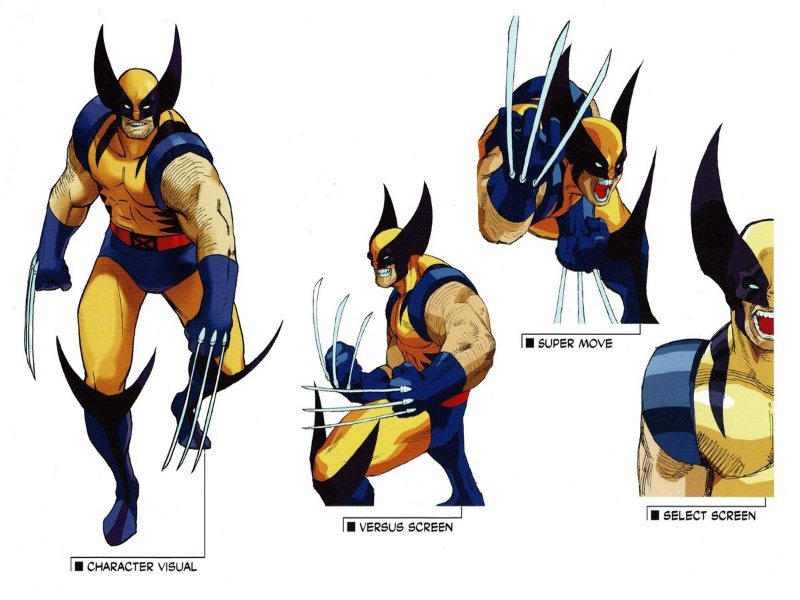 ■ SUPER MOVE
■ SELECT SCREEN
■ VERSUS SCREEN
■ CHARACTER VISUAL